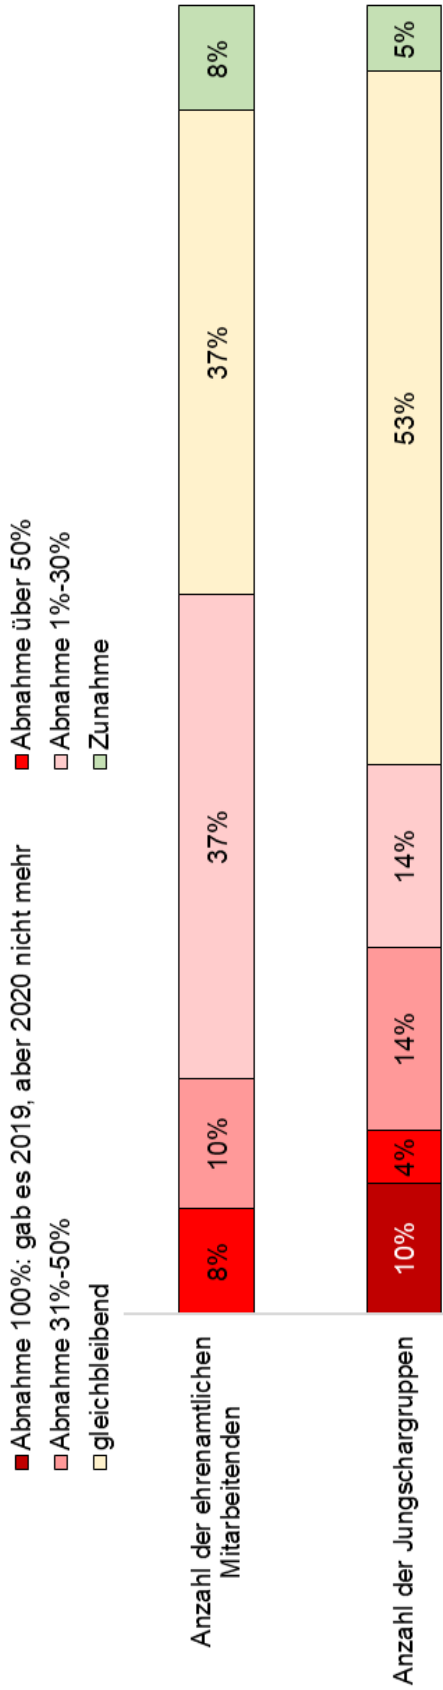 Abnahme 100%: gab es 2019, aber 2020 nicht mehr
Abnahme über 50%
Abnahme 31%-50%
Abnahme 1%-30%
gleichbleibend
Zunahme
Anzahl der ehrenamtlichen
Mitarbeitenden
8%
10%
37%
37%
8%
Anzahl der Jungschargruppen
10%
4%
14%
14%
53%
5%